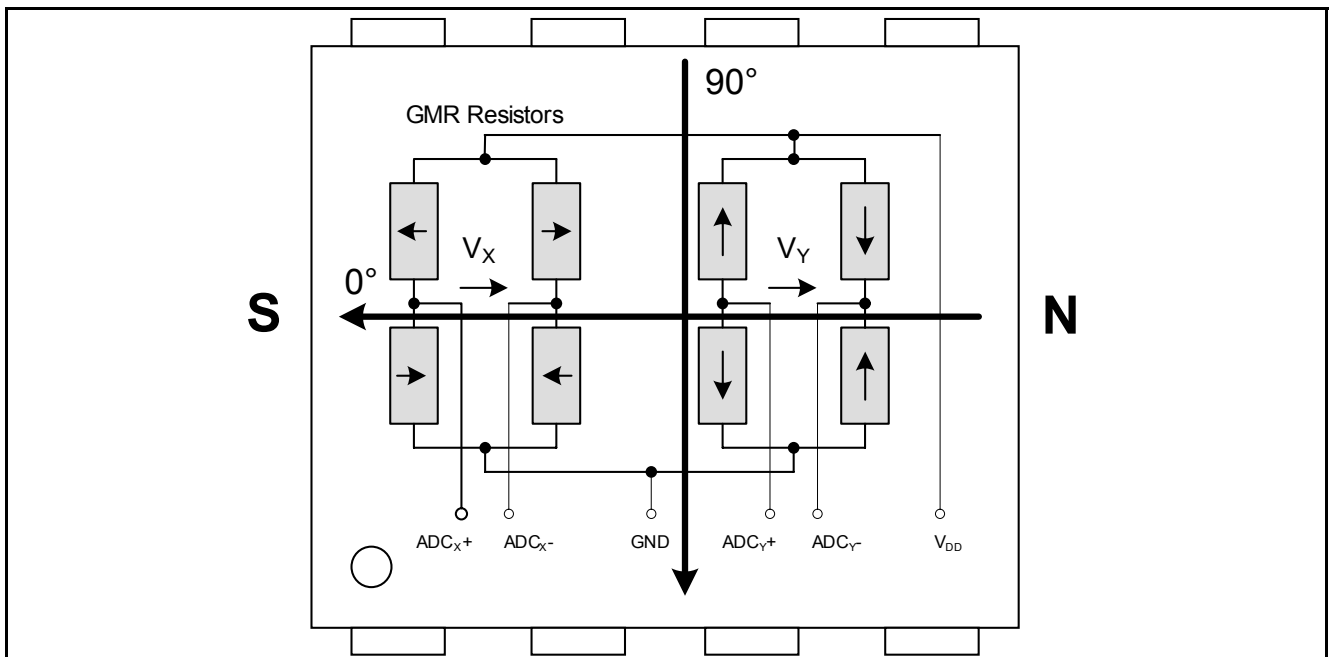 90°
GMR Resistors
V_X
V_Y
0°
S
N
ADC_X+ ADC_X- GND ADC_Y+ ADC_Y- V_DD